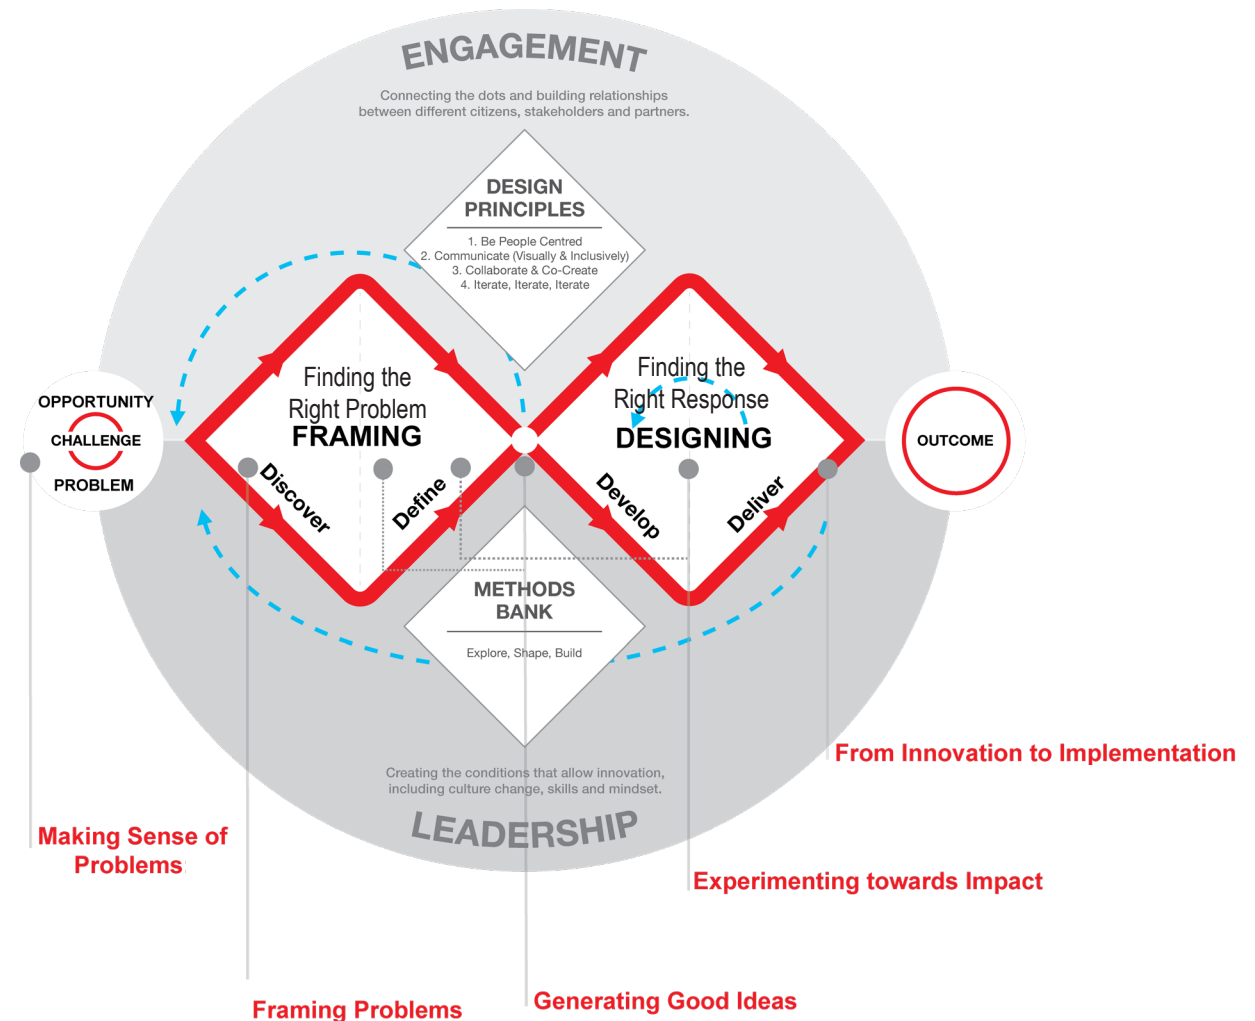 ENGAGEMENT
Connecting the dots and building relationships
between different citizens, stakeholders and partners.
DESIGN
PRINCIPLES
1. Be People Centred
2. Communicate (Visually & Inclusively)
3. Collaborate & Co-Create
4. Iterate, Iterate, Iterate
OPPORTUNITY
CHALLENGE
PROBLEM
Finding the
Right Problem
FRAMING
Discover
Define
Finding the
Right Response
DESIGNING
Develop
Deliver
OUTCOME
METHODS
BANK
Explore, Shape, Build
Creating the conditions that allow innovation,
including culture change, skills and mindset.
LEADERSHIP
Making Sense of
Problems
Framing Problems
Generating Good Ideas
Experimenting towards Impact
From Innovation to Implementation